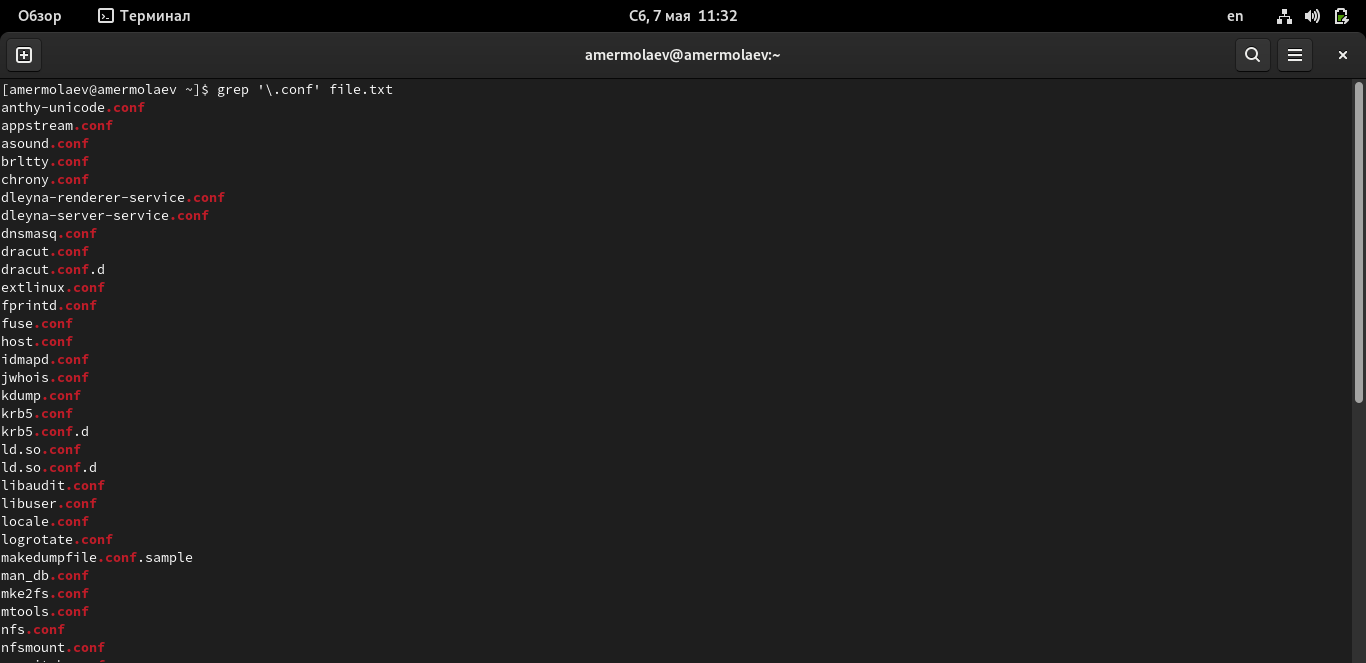 Обзор Терминал Сб, 7 мая 11:32 en
amermolaev@amermolaev:~
[amermolaev@amermolaev ~]$ grep '\.conf' file.txt
anthy-unicode.conf
appstream.conf
asound.conf
brltty.conf
chrony.conf
dleyna-renderer-service.conf
dleyna-server-service.conf
dnsmasq.conf
dracut.conf
dracut.conf.d
extlinux.conf
fprintd.conf
fuse.conf
host.conf
idmapd.conf
jwhois.conf
kdump.conf
krb5.conf
krb5.conf.d
ld.so.conf
ld.so.conf.d
libaudit.conf
libuser.conf
locale.conf
logrotate.conf
makedumpfile.conf.sample
man_db.conf
mke2fs.conf
mtools.conf
nfs.conf
nfsmount.conf